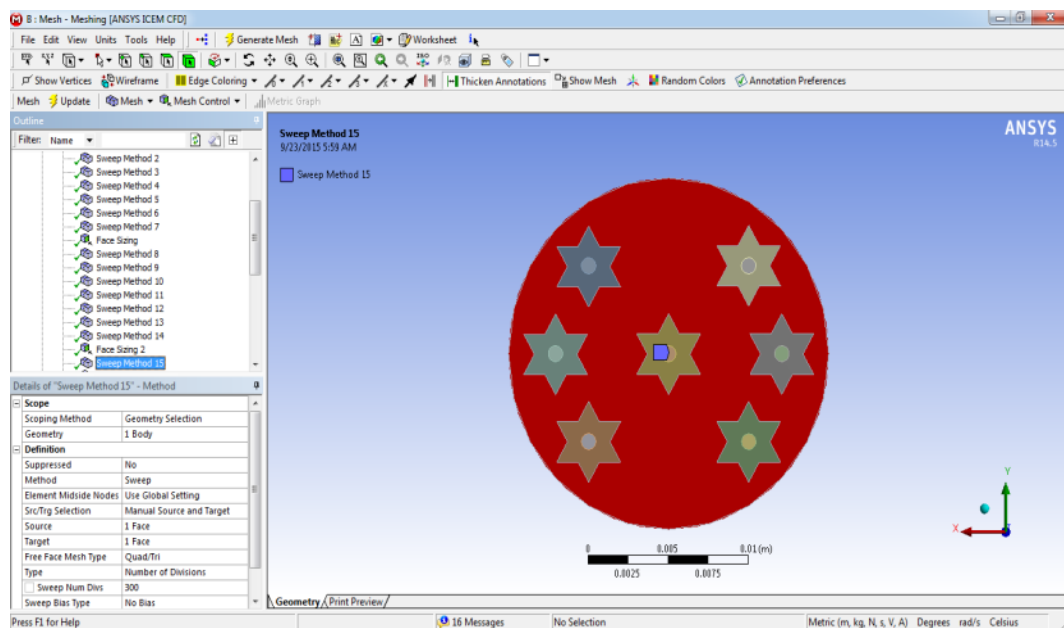 B : Mesh - Meshing [ANSYS ICEM CFD]
File Edit View Units Tools Help Generate Mesh Worksheet
Show Vertices Wireframe Edge Coloring Thicken Annotations Show Mesh Random Colors Annotation Preferences
Mesh Update Mesh Mesh Control Metric Graph
Outline
Filter: Name
Sweep Method 2
Sweep Method 3
Sweep Method 4
Sweep Method 5
Sweep Method 6
Sweep Method 7
Face Sizing
Sweep Method 8
Sweep Method 9
Sweep Method 10
Sweep Method 11
Sweep Method 12
Sweep Method 13
Sweep Method 14
Face Sizing 2
Sweep Method 15
Details of "Sweep Method 15" - Method
Scope
Scoping Method Geometry Selection
Geometry 1 Body
Definition
Suppressed No
Method Sweep
Element Midside Nodes Use Global Setting
Src/Trg Selection Manual Source and Target
Source 1 Face
Target 1 Face
Free Face Mesh Type Quad/Tri
Type Number of Divisions
Sweep Num Divs 300
Sweep Bias Type No Bias
Sweep Method 15
9/23/2015 5:59 AM
Sweep Method 15
ANSYS
R14.5
Y
X
0 0.005 0.01 (m)
0.0025 0.0075
Geometry Print Preview
Press F1 for Help 16 Messages No Selection Metric (m, kg, N, s, V, A) Degrees rad/s Celsius